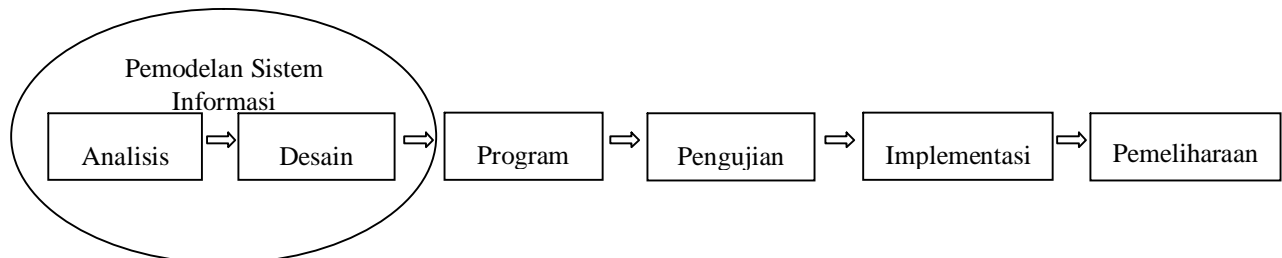 Pemodelan Sistem
Informasi
Analisis
Desain
Program
Pengujian
Implementasi
Pemeliharaan